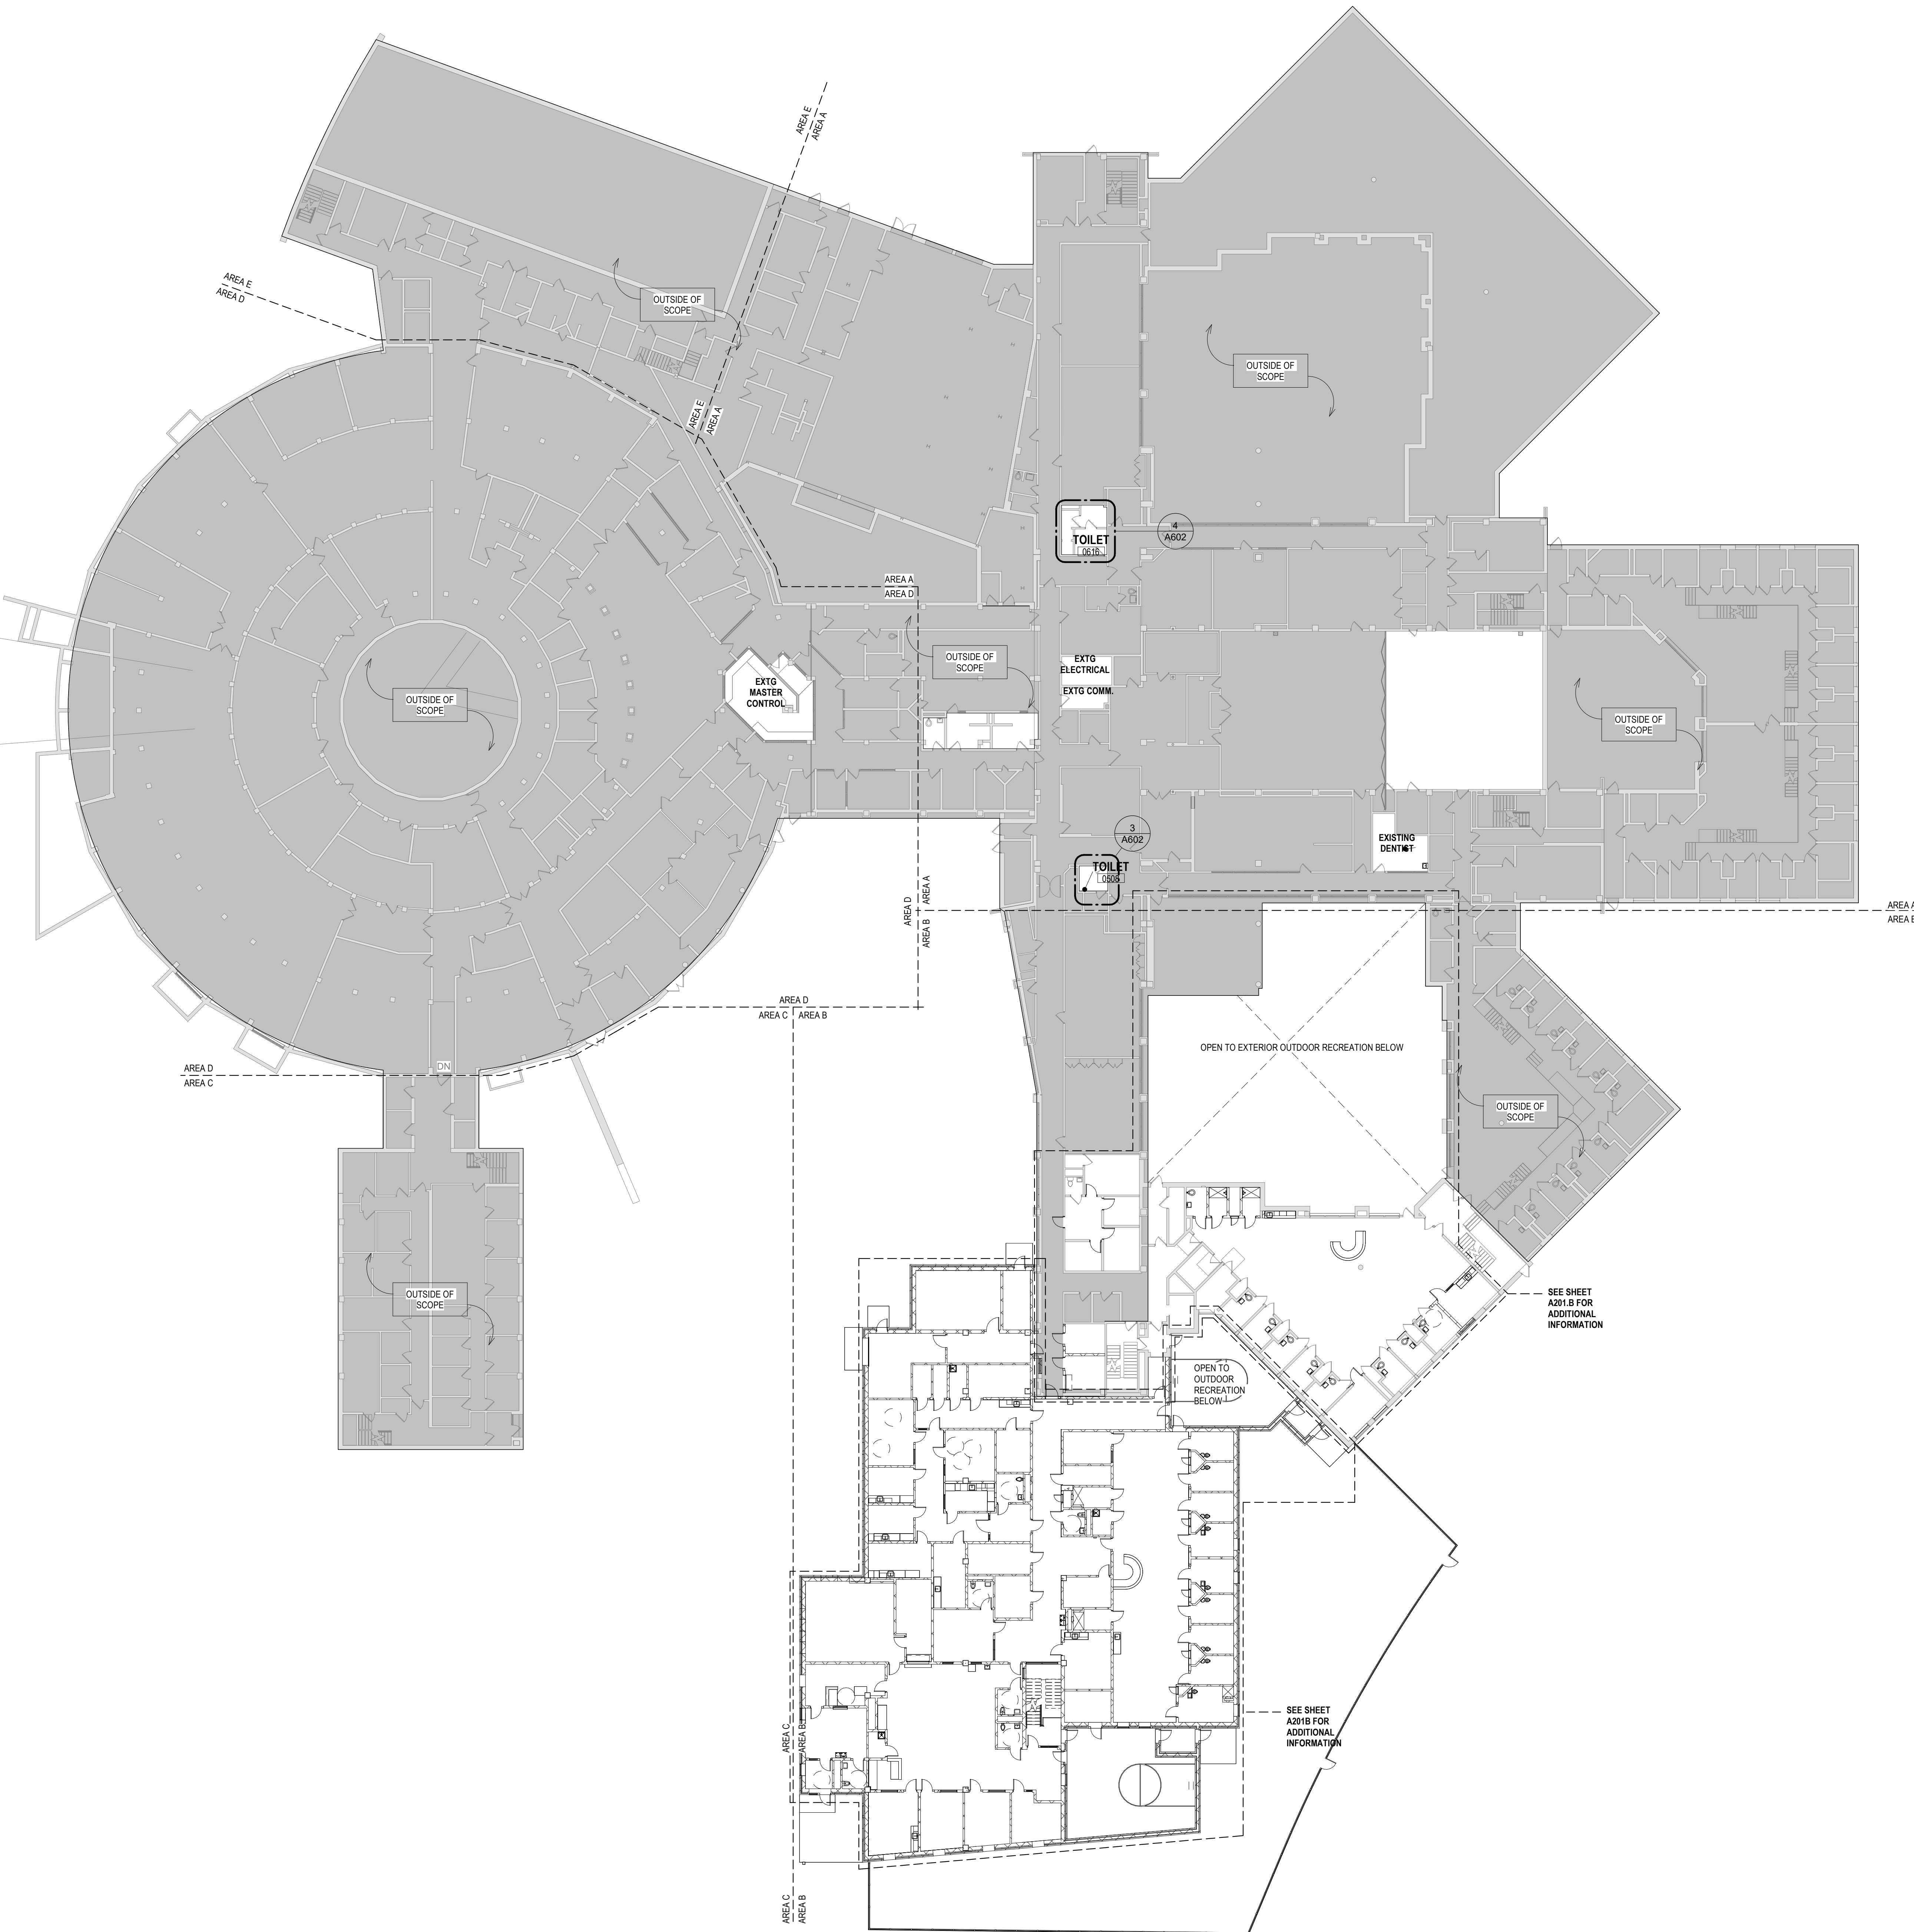 AREA E
AREA A
AREA E
AREA D
OUTSIDE OF
SCOPE
OUTSIDE OF
SCOPE
AREA E
AREA A
4
A602
TOILET
0616
AREA A
AREA D
OUTSIDE OF
SCOPE
EXTG
ELECTRICAL
EXTG COMM.
EXTG
MASTER
CONTROL
OUTSIDE OF
SCOPE
OUTSIDE OF
SCOPE
3
A602
TOILET
0505
EXISTING
DENTIST
AREA D
AREA A
AREA B
AREA A
AREA B
AREA D
AREA C
AREA B
OPEN TO EXTERIOR OUTDOOR RECREATION BELOW
DN
AREA D
AREA C
OUTSIDE OF
SCOPE
OUTSIDE OF
SCOPE
SEE SHEET
A201.B FOR
ADDITIONAL
INFORMATION
OPEN TO
OUTDOOR
RECREATION
BELOW
SEE SHEET
A201B FOR
ADDITIONAL
INFORMATION
AREA C
AREA B
AREA C
AREA B